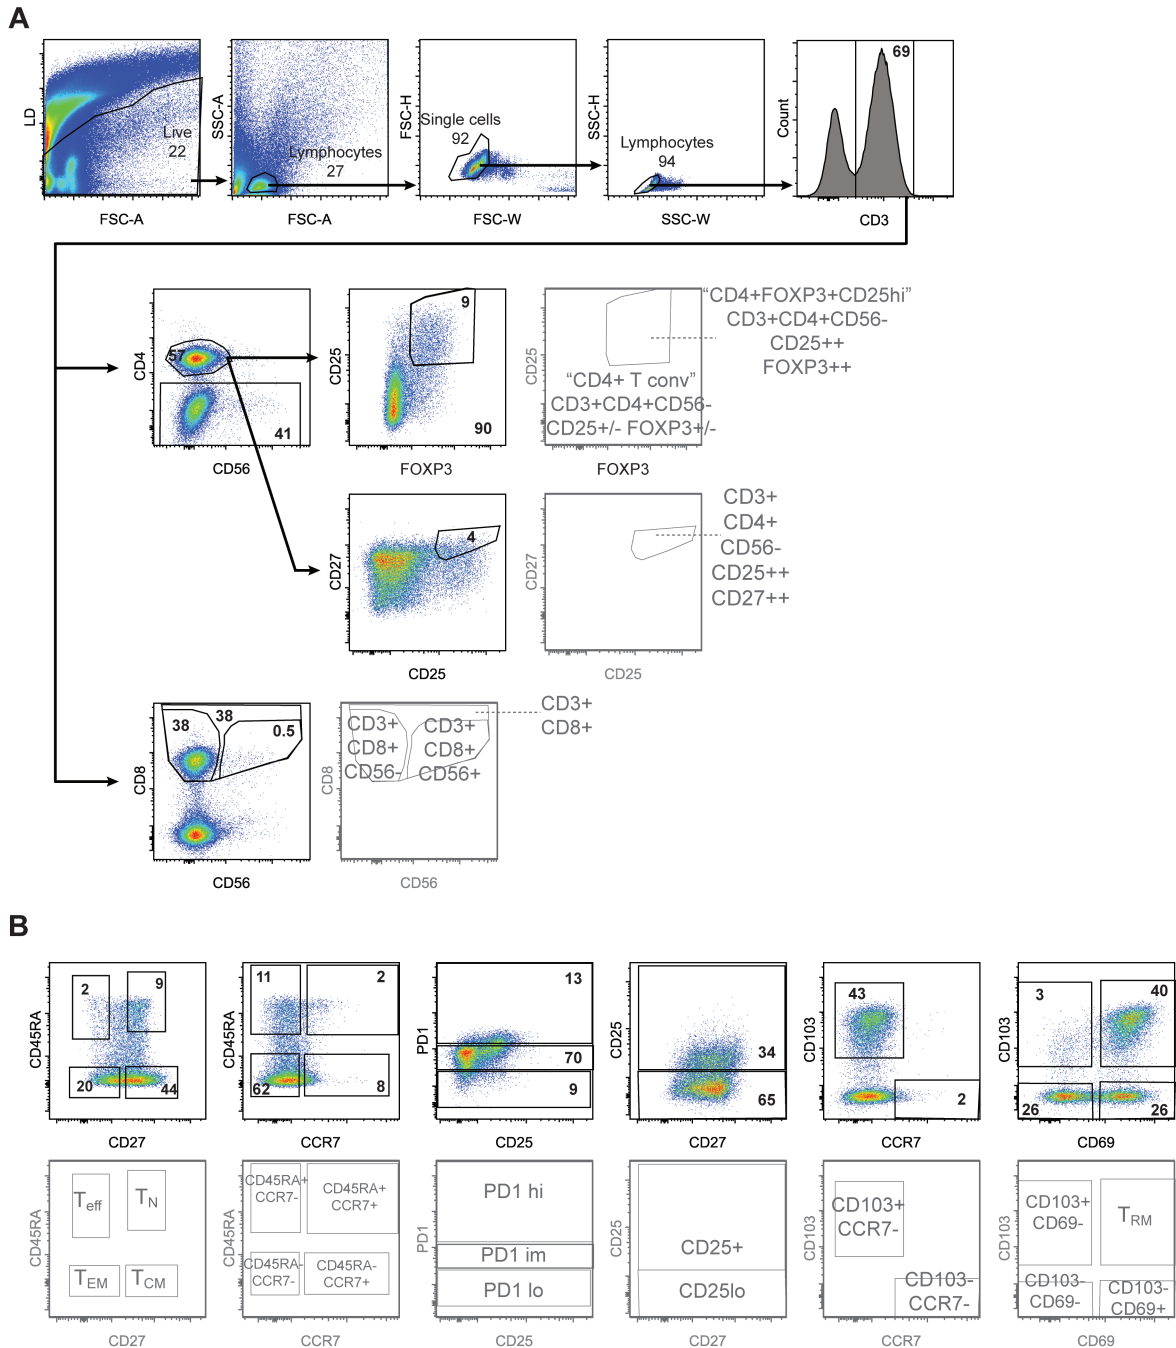 A
LD
Live
22
FSC-A
SSC-A
Lymphocytes
27
FSC-A
FSC-H
Single cells
92
FSC-W
SSC-H
Lymphocytes
94
SSC-W
Count
69
CD3
CD4
57
41
CD56
CD25
9
90
FOXP3
CD25
"CD4+FOXP3+CD25hi"
CD3+CD4+CD56-
CD25++
FOXP3++
"CD4+ T conv"
CD3+CD4+CD56-
CD25+/- FOXP3+/-
FOXP3
CD27
4
CD25
CD27
CD3+
CD4+
CD56-
CD25++
CD27++
CD25
CD8
38
38
0.5
CD56
CD8
CD3+
CD8+
CD56-
CD3+
CD8+
CD56+
CD3+
CD8+
CD56
B
CD45RA
2
9
20
44
CD27
CD45RA
11
2
62
8
CCR7
PD1
13
70
9
CD25
CD25
34
65
CD27
CD103
43
2
CCR7
CD103
3
40
26
26
CD69
CD45RA
Teff
TN
TEM
TCM
CD27
CD45RA
CD45RA+
CCR7-
CD45RA+
CCR7+
CD45RA-
CCR7-
CD45RA-
CCR7+
CCR7
PD1
PD1 hi
PD1 im
PD1 lo
CD25
CD25
CD25+
CD25lo
CD27
CD103
CD103+
CCR7-
CD103-
CCR7-
CCR7
CD103
CD103+
CD69-
TRM
CD103-
CD69-
CD103-
CD69+
CD69